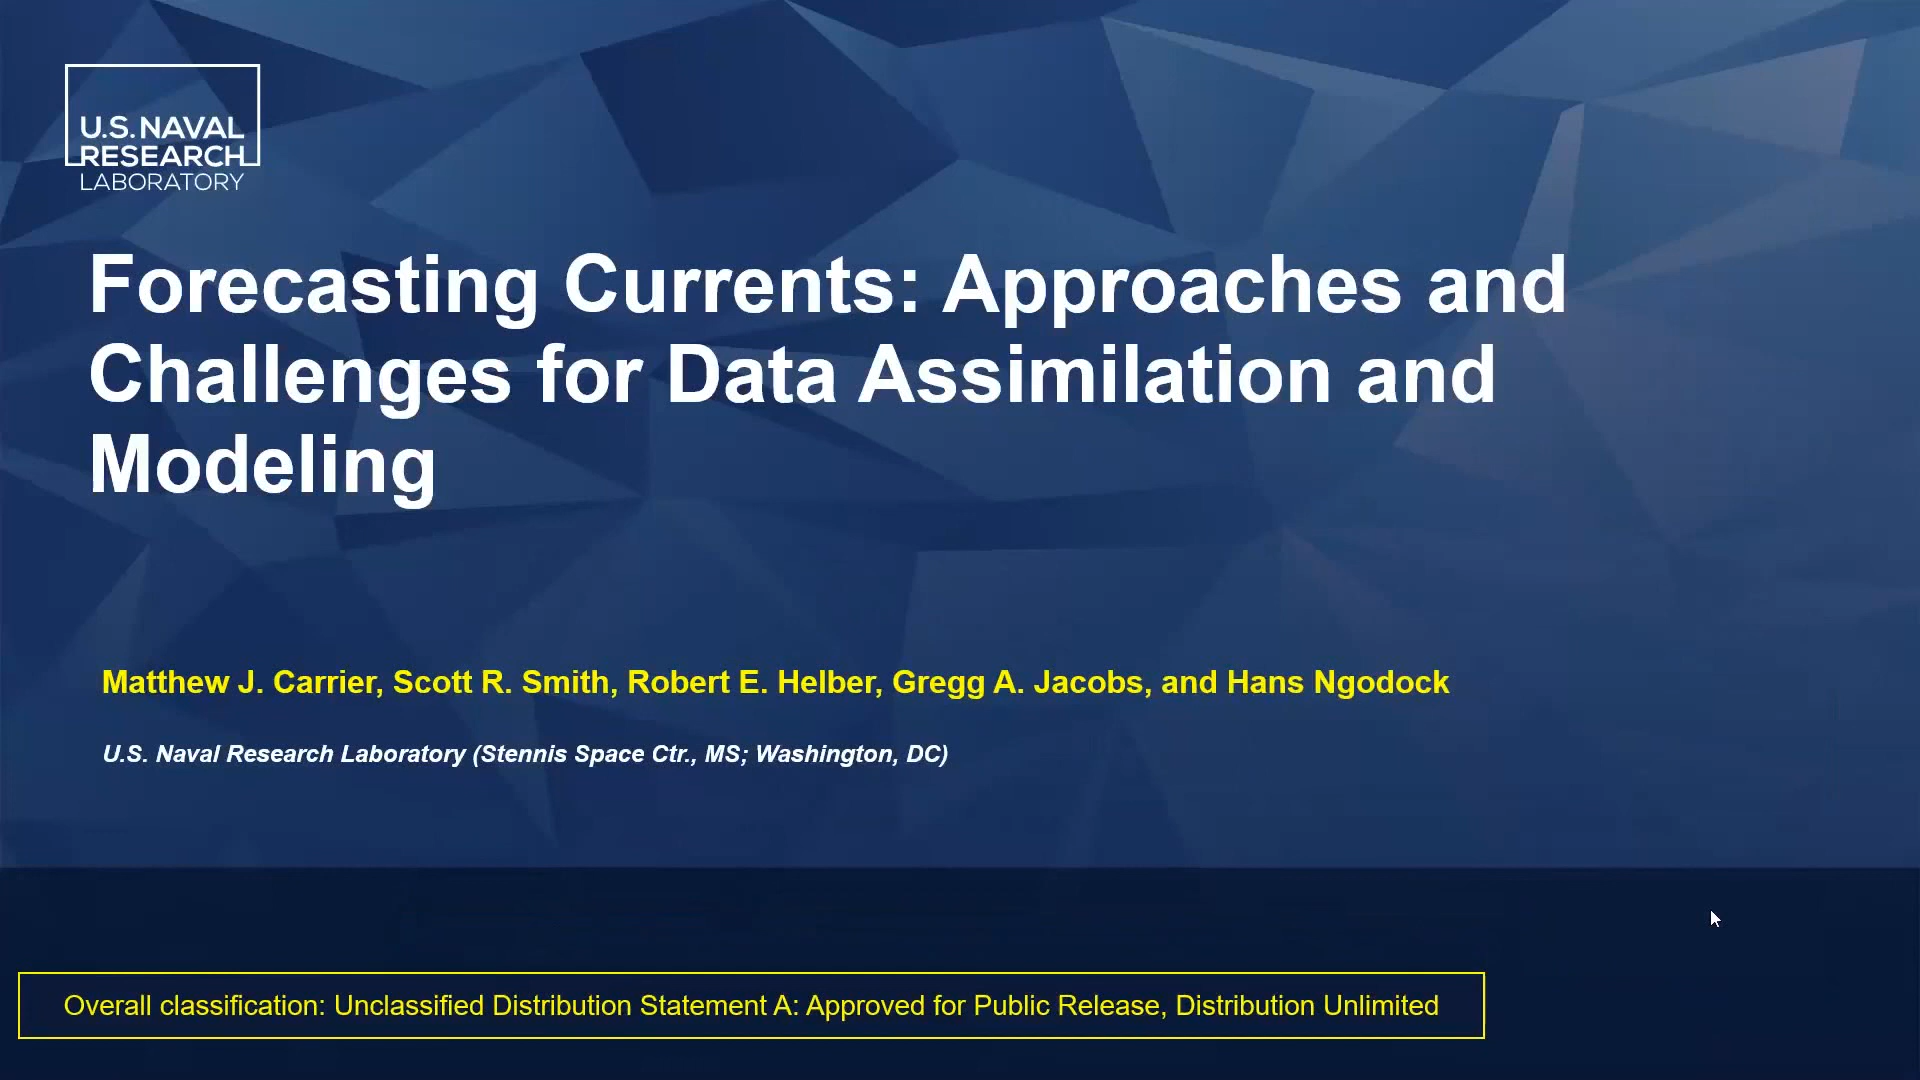 U.S. NAVAL
RESEARCH
LABORATORY
Forecasting Currents: Approaches and
Challenges for Data Assimilation and
Modeling
Matthew J. Carrier, Scott R. Smith, Robert E. Helber, Gregg A. Jacobs, and Hans Ngodock
U.S. Naval Research Laboratory (Stennis Space Ctr., MS; Washington, DC)
Overall classification: Unclassified Distribution Statement A: Approved for Public Release, Distribution Unlimited